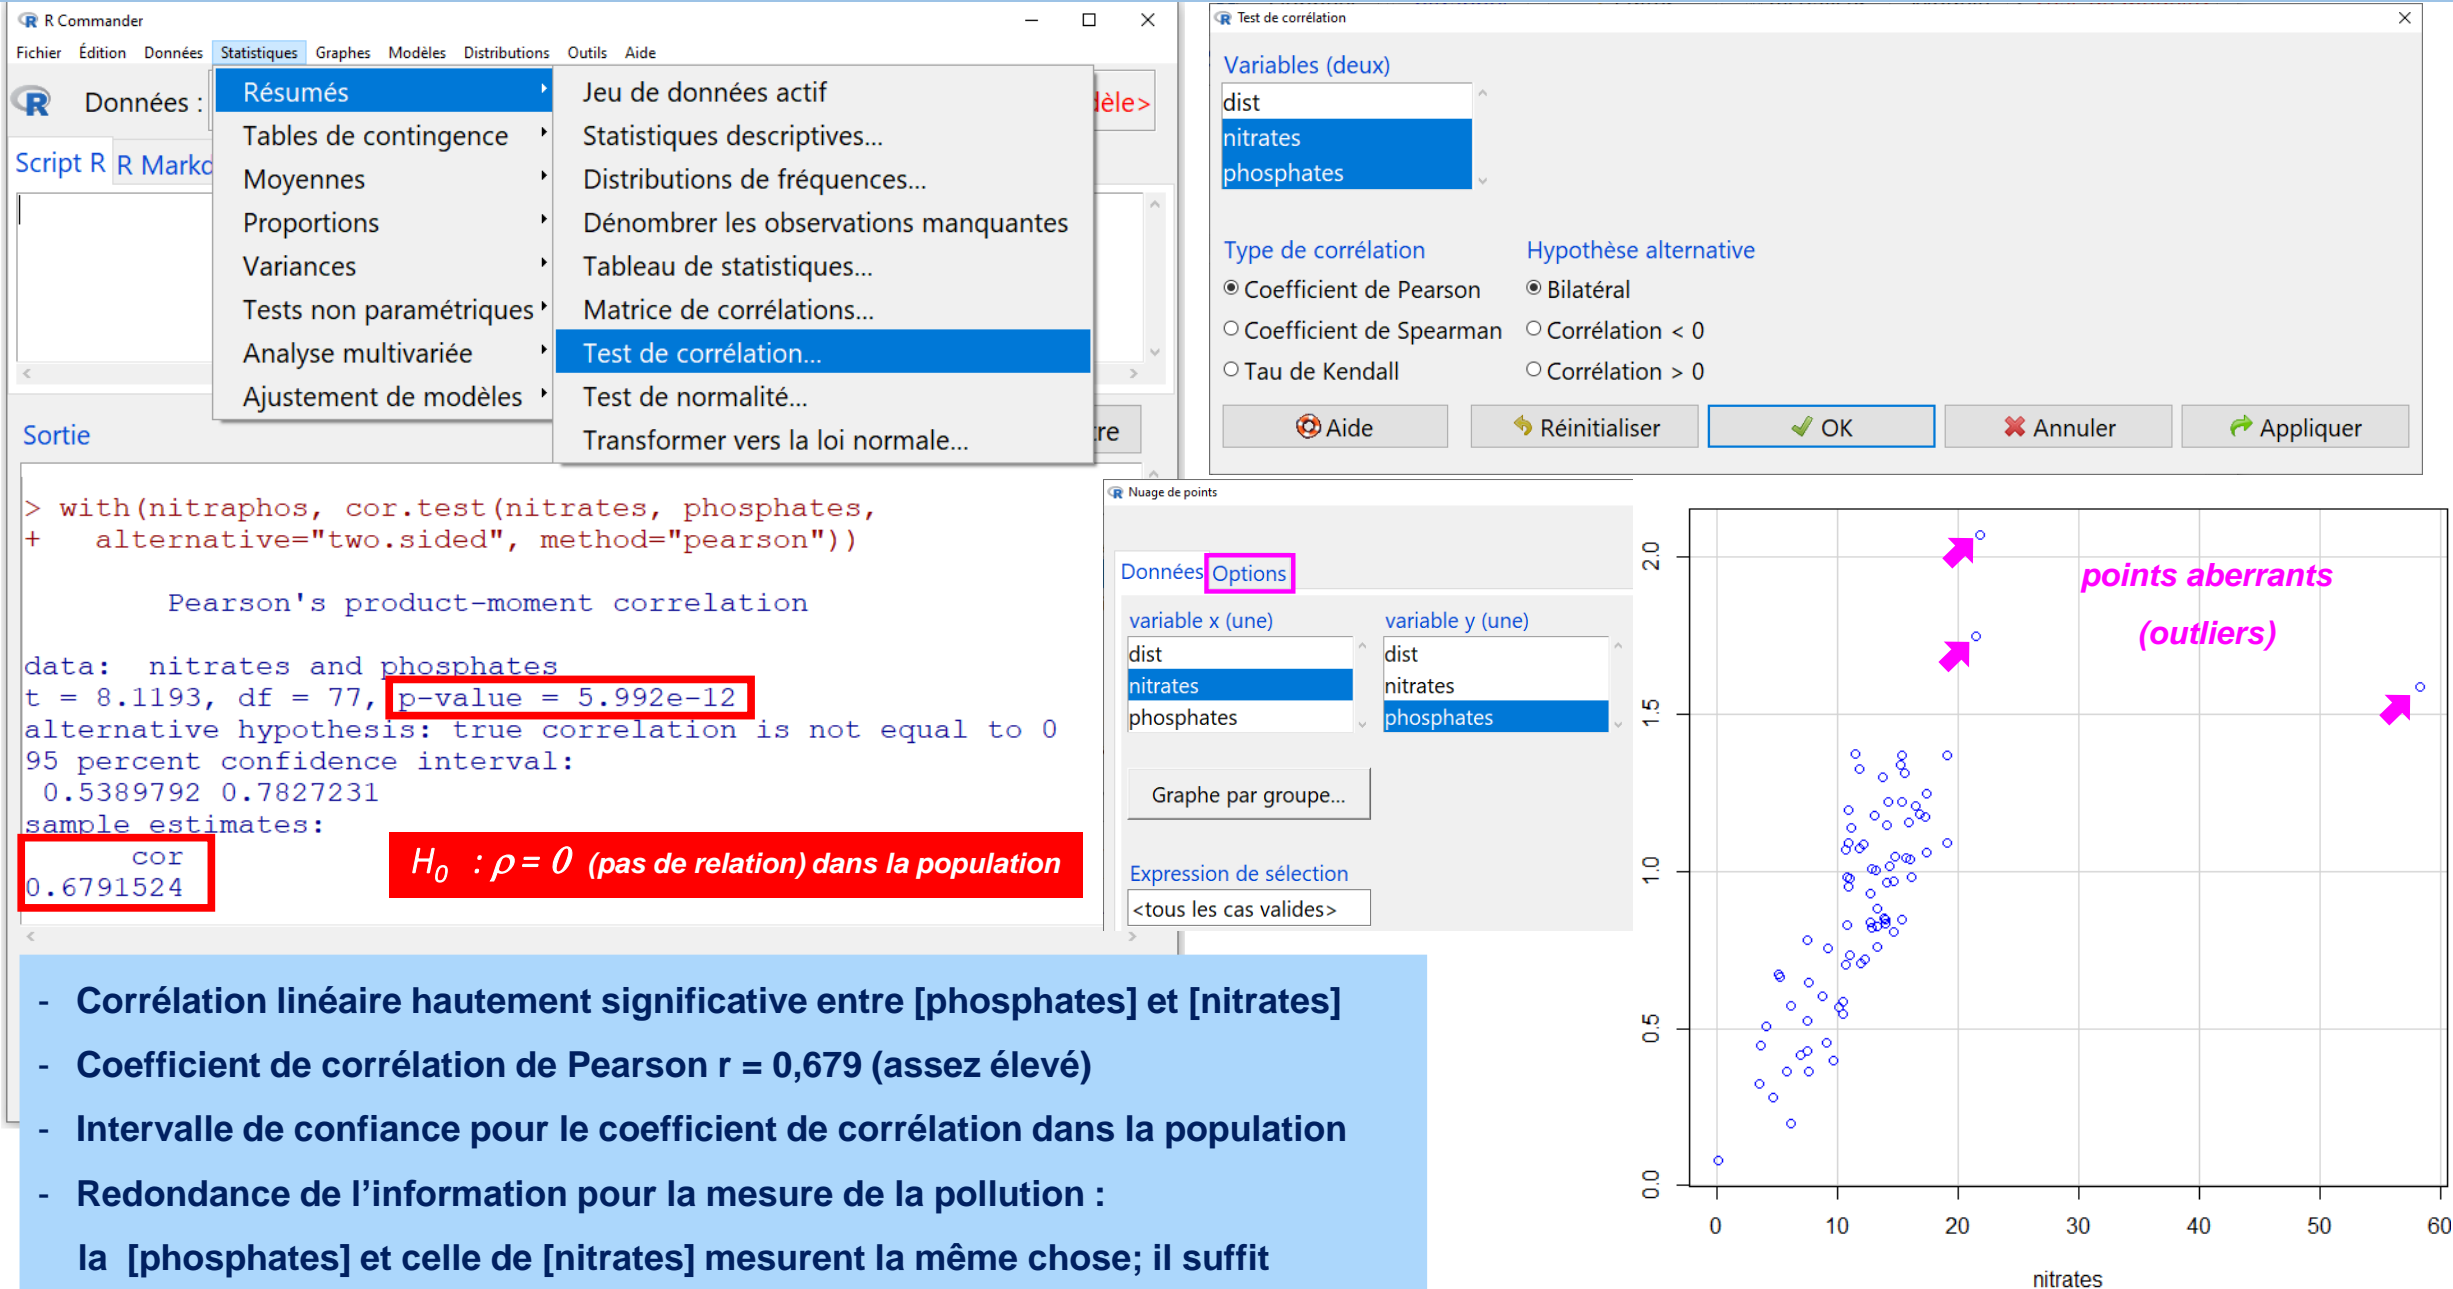 R Commander
Fichier Édition Données Statistiques Graphes Modèles Distributions Outils Aide
Données :
Script R
Résumés
Tables de contingence
Moyennes
Proportions
Variances
Tests non paramétriques
Analyse multivariée
Ajustement de modèles
Jeu de données actif
Statistiques descriptives...
Distributions de fréquences...
Dénombrer les observations manquantes
Tableau de statistiques...
Matrice de corrélations...
Test de corrélation...
Test de normalité...
Transformer vers la loi normale...
Sortie
> with(nitraphos, cor.test(nitrates, phosphates,
+ alternative="two.sided", method="pearson"))
Pearson's product-moment correlation
data: nitrates and phosphates
t = 8.1193, df = 77, p-value = 5.992e-12
alternative hypothesis: true correlation is not equal to 0
95 percent confidence interval:
0.5389792 0.7827231
sample estimates:
cor
0.6791524
H0 : ρ = 0 (pas de relation) dans la population
Test de corrélation
Variables (deux)
dist
nitrates
phosphates
Type de corrélation
Coefficient de Pearson
Coefficient de Spearman
Tau de Kendall
Hypothèse alternative
Bilatéral
Corrélation < 0
Corrélation > 0
Aide Réinitialiser OK Annuler Appliquer
Nuage de points
Données Options
variable x (une)
dist
nitrates
phosphates
variable y (une)
dist
nitrates
phosphates
Graphe par groupe...
Expression de sélection
<tous les cas valides>
points aberrants
(outliers)
2.0
1.5
1.0
0.5
0.0
0 10 20 30 40 50 60
nitrates
- Corrélation linéaire hautement significative entre [phosphates] et [nitrates]
- Coefficient de corrélation de Pearson r = 0,679 (assez élevé)
- Intervalle de confiance pour le coefficient de corrélation dans la population
- Redondance de l’information pour la mesure de la pollution :
la [phosphates] et celle de [nitrates] mesurent la même chose; il suffit